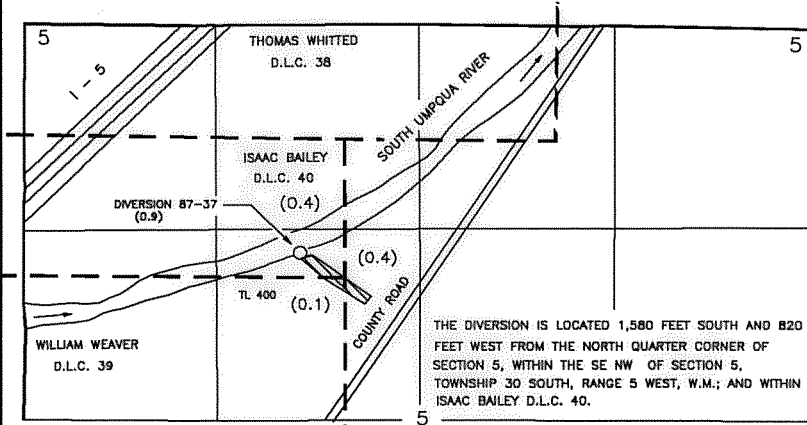 5
5
THOMAS WHITTED
D.L.C. 38
I - 5
SOUTH UMPQUA RIVER
ISAAC BAILEY
D.L.C. 40
DIVERSION 87-37
(0.9)
(0.4)
(0.4)
TL 400
(0.1)
COUNTY ROAD
WILLIAM WEAVER
D.L.C. 39
THE DIVERSION IS LOCATED 1,580 FEET SOUTH AND 820
FEET WEST FROM THE NORTH QUARTER CORNER OF
SECTION 5, WITHIN THE SE NW OF SECTION 5,
TOWNSHIP 30 SOUTH, RANGE 5 WEST, W.M.; AND WITHIN
ISAAC BAILEY D.L.C. 40.
5